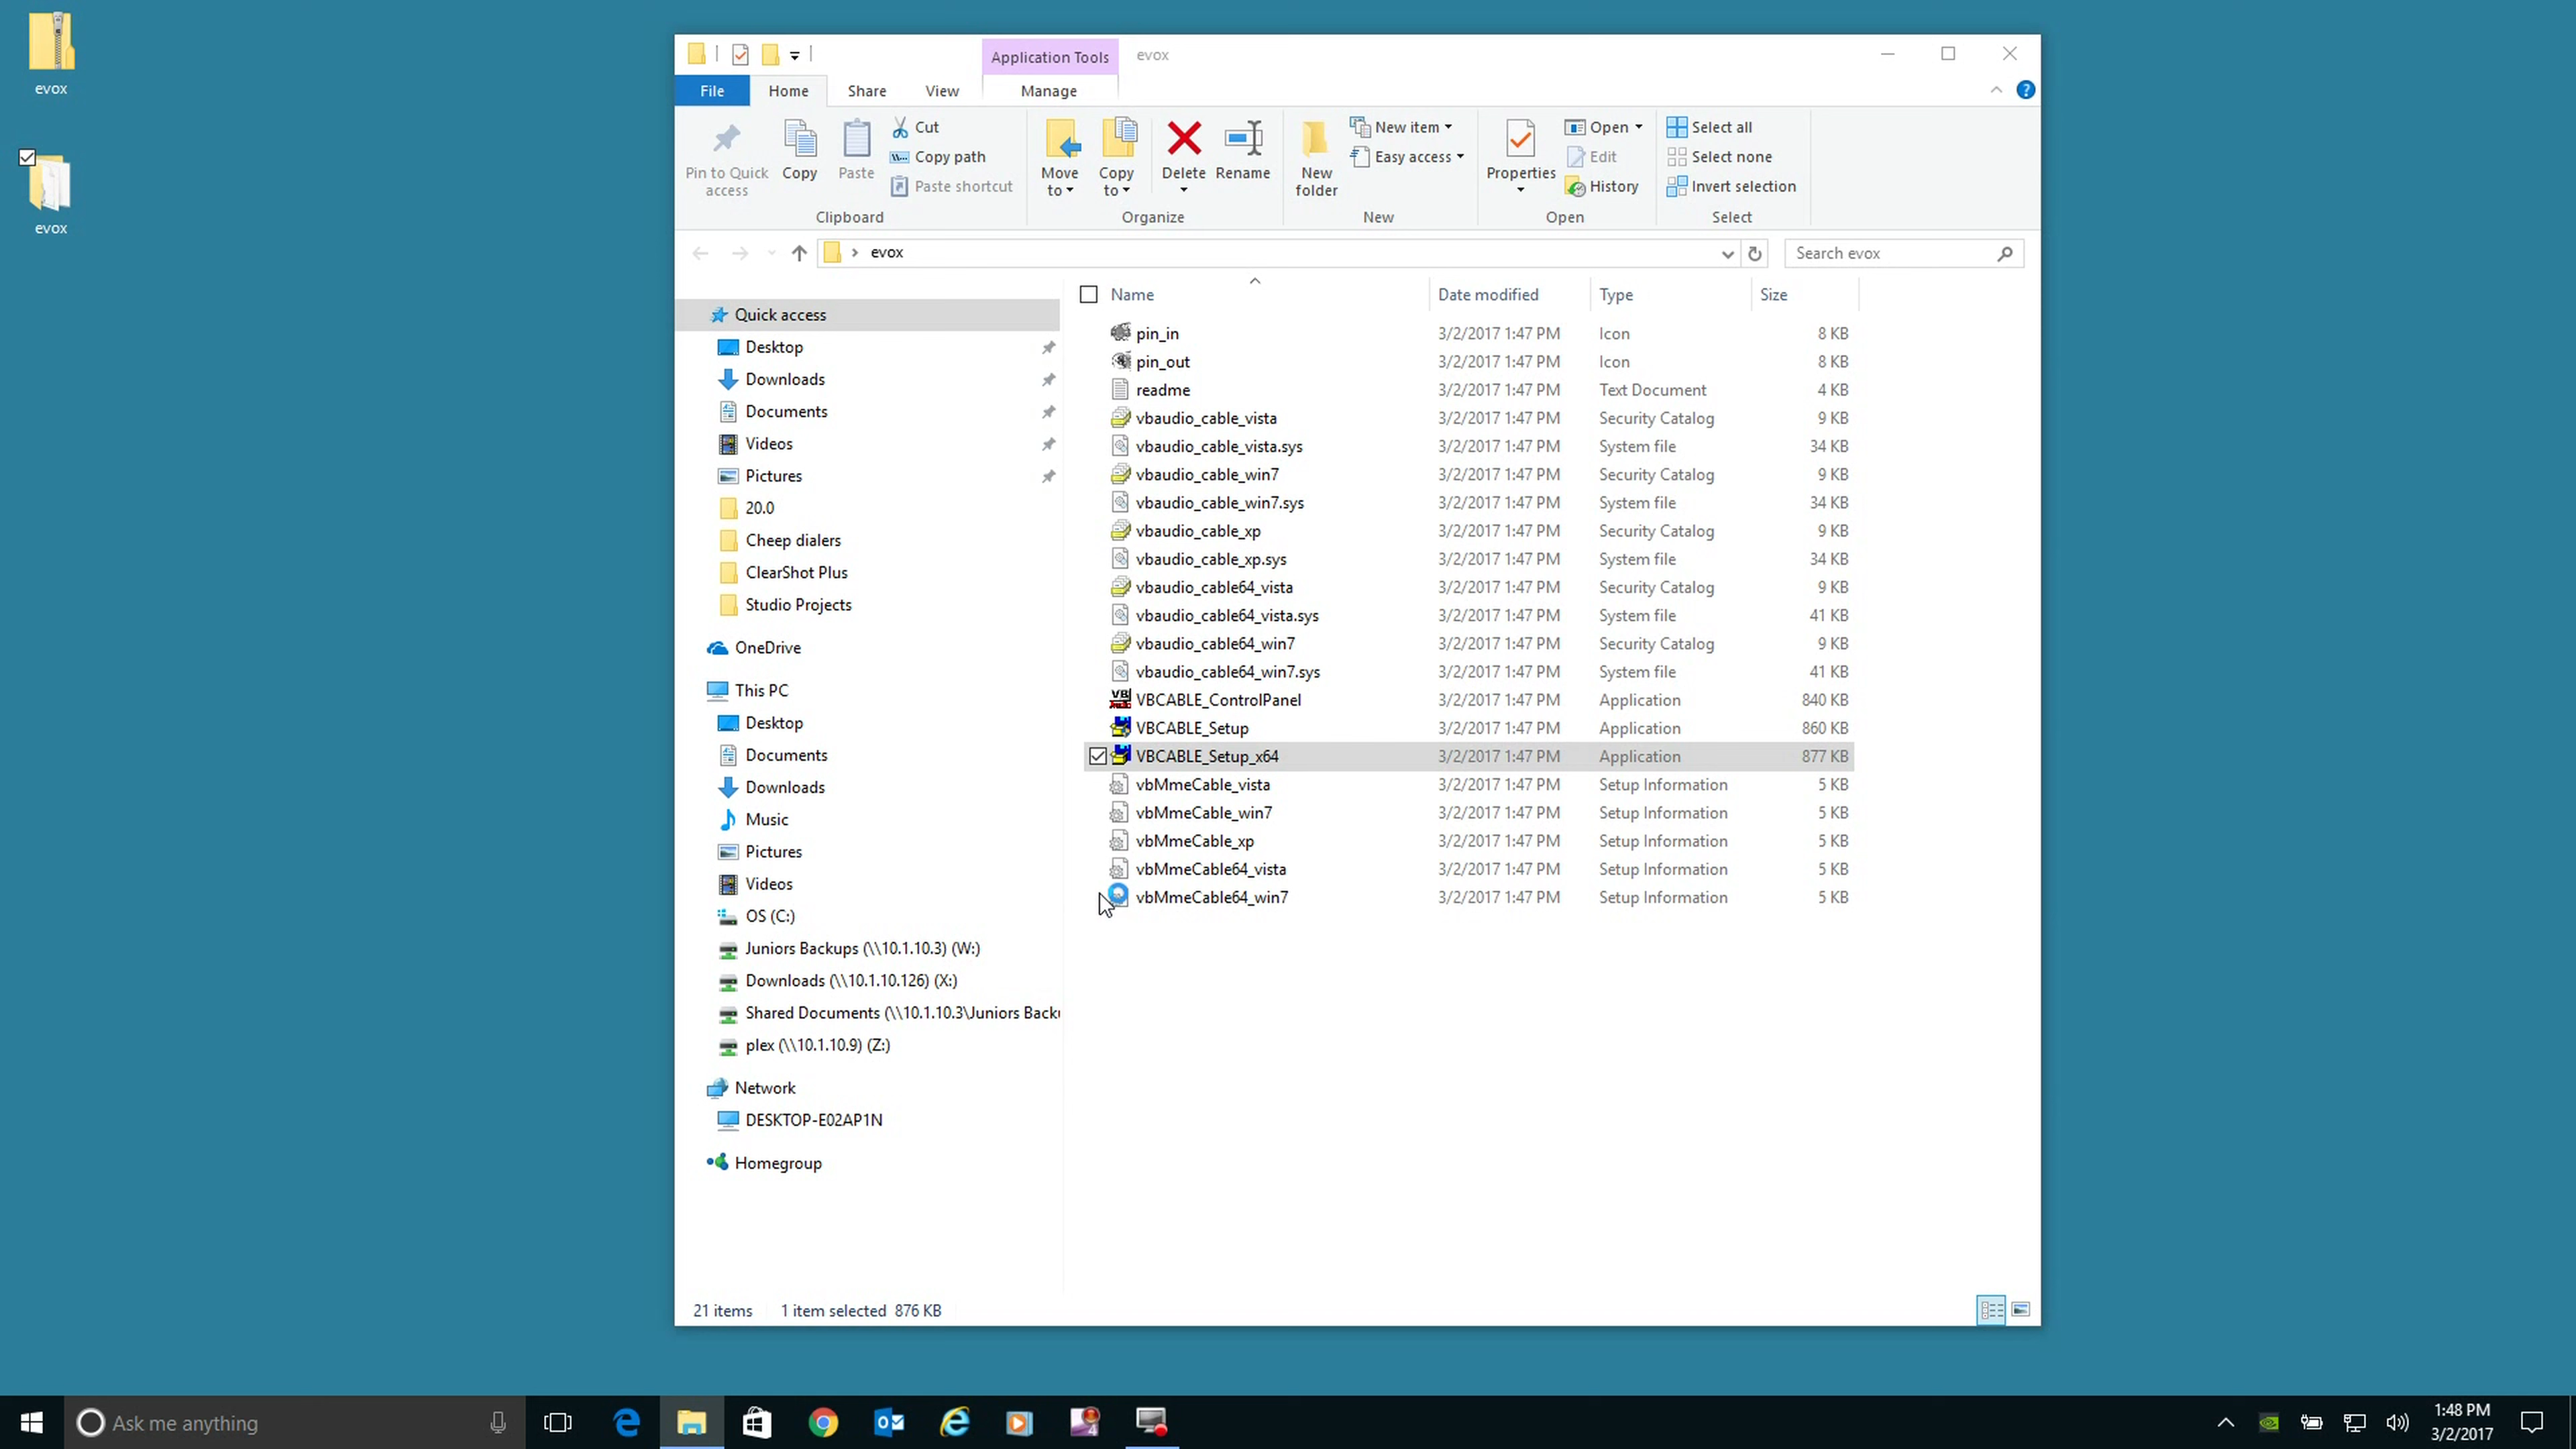 evox
evox
Application Tools
evox
File
Home
Share
View
Manage
Pin to Quick
access
Copy
Paste
Cut
Copy path
Paste shortcut
Clipboard
Move
to
Copy
to
Delete
Rename
Organize
New
folder
New item
Easy access
New
Properties
Open
Edit
History
Open
Select all
Select none
Invert selection
Select
evox
Search evox
Quick access
Desktop
Downloads
Documents
Videos
Pictures
20.0
Cheep dialers
ClearShot Plus
Studio Projects
OneDrive
This PC
Desktop
Documents
Downloads
Music
Pictures
Videos
OS (C:)
Juniors Backups (\\10.1.10.3) (W:)
Downloads (\\10.1.10.126) (X:)
Shared Documents (\\10.1.10.3\Juniors Back
plex (\\10.1.10.9) (Z:)
Network
DESKTOP-E02AP1N
Homegroup
Name Date modified Type Size
pin_in 3/2/2017 1:47 PM Icon 8 KB
pin_out 3/2/2017 1:47 PM Icon 8 KB
readme 3/2/2017 1:47 PM Text Document 4 KB
vbaudio_cable_vista 3/2/2017 1:47 PM Security Catalog 9 KB
vbaudio_cable_vista.sys 3/2/2017 1:47 PM System file 34 KB
vbaudio_cable_win7 3/2/2017 1:47 PM Security Catalog 9 KB
vbaudio_cable_win7.sys 3/2/2017 1:47 PM System file 34 KB
vbaudio_cable_xp 3/2/2017 1:47 PM Security Catalog 9 KB
vbaudio_cable_xp.sys 3/2/2017 1:47 PM System file 34 KB
vbaudio_cable64_vista 3/2/2017 1:47 PM Security Catalog 9 KB
vbaudio_cable64_vista.sys 3/2/2017 1:47 PM System file 41 KB
vbaudio_cable64_win7 3/2/2017 1:47 PM Security Catalog 9 KB
vbaudio_cable64_win7.sys 3/2/2017 1:47 PM System file 41 KB
VBCABLE_ControlPanel 3/2/2017 1:47 PM Application 840 KB
VBCABLE_Setup 3/2/2017 1:47 PM Application 860 KB
VBCABLE_Setup_x64 3/2/2017 1:47 PM Application 877 KB
vbMmeCable_vista 3/2/2017 1:47 PM Setup Information 5 KB
vbMmeCable_win7 3/2/2017 1:47 PM Setup Information 5 KB
vbMmeCable_xp 3/2/2017 1:47 PM Setup Information 5 KB
vbMmeCable64_vista 3/2/2017 1:47 PM Setup Information 5 KB
vbMmeCable64_win7 3/2/2017 1:47 PM Setup Information 5 KB
21 items 1 item selected 876 KB
Ask me anything
1:48 PM
3/2/2017